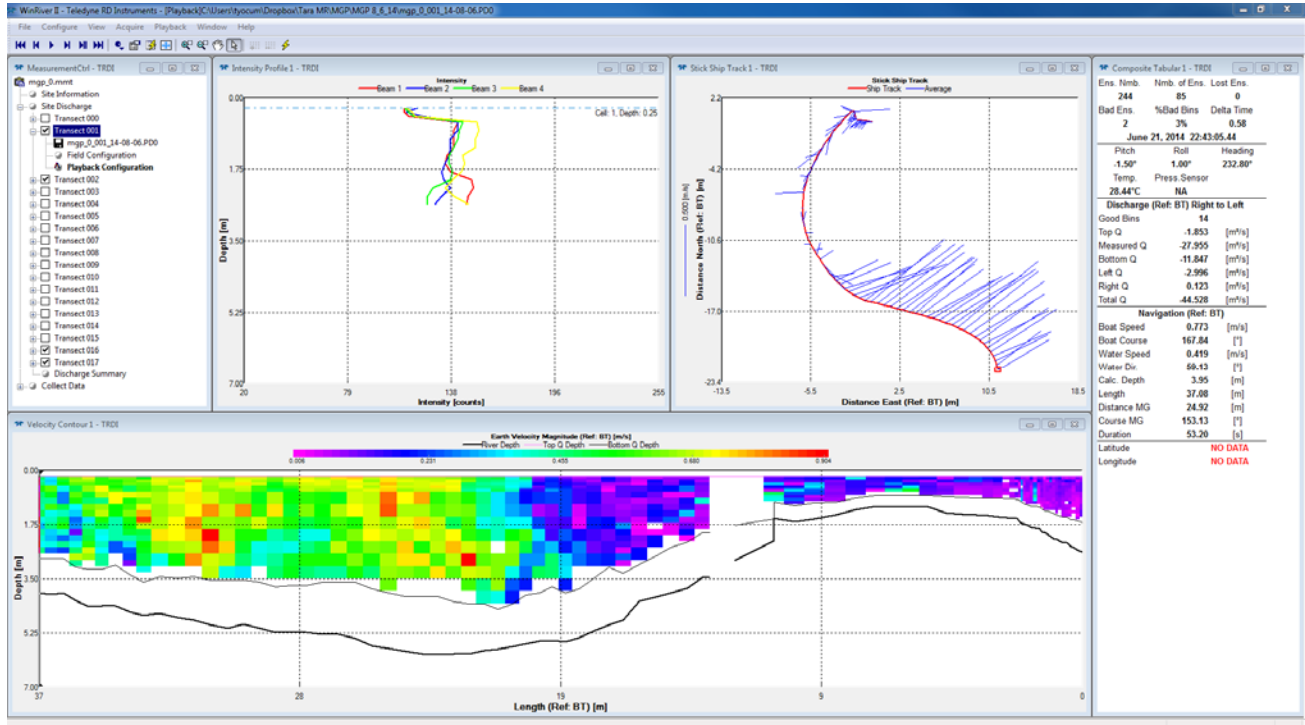 WinRiver II - Teledyne RD Instruments - [Playback]C:\Users\tyocum\Dropbox\Tara MR\MGP\MGP 8_6_14\mgp_0_001_14-08-06.PD0
File Configure View Acquire Playback Window Help
MeasurementCtrl - TRDI
mgp_0.mmt
Site Information
Site Discharge
Transect 000
Transect 001
mgp_0_001_14-08-06.PD0
Field Configuration
Playback Configuration
Transect 002
Transect 003
Transect 004
Transect 005
Transect 006
Transect 007
Transect 008
Transect 009
Transect 010
Transect 011
Transect 012
Transect 013
Transect 014
Transect 015
Transect 016
Transect 017
Discharge Summary
Collect Data
Intensity Profile 1 - TRDI
Intensity
Beam 1 Beam 2 Beam 3 Beam 4
Cell: 1, Depth: 0.25
0.00
1.75
3.50
5.25
7.00
Depth [m]
20 79 138 196 255
Intensity [counts]
Stick Ship Track 1 - TRDI
Stick Ship Track
Ship Track Average
2.2
-4.2
-10.6
-17.0
-23.4
0.500 [m/s]
Distance North (Ref: BT) [m]
-13.5 -5.5 2.5 10.5 18.5
Distance East (Ref: BT) [m]
Composite Tabular 1 - TRDI
Ens. Nmb. Nmb. of Ens. Lost Ens.
244 85 0
Bad Ens. %Bad Bins Delta Time
2 3% 0.58
June 21, 2014 22:43:05.44
Pitch Roll Heading
-1.50° 1.00° 232.80°
Temp. Press.Sensor
28.44°C NA
Discharge (Ref: BT) Right to Left
Good Bins 14
Top Q -1.853 [m³/s]
Measured Q -27.955 [m³/s]
Bottom Q -11.847 [m³/s]
Left Q -2.996 [m³/s]
Right Q 0.123 [m³/s]
Total Q -44.528 [m³/s]
Navigation (Ref: BT)
Boat Speed 0.773 [m/s]
Boat Course 167.84 [°]
Water Speed 0.419 [m/s]
Water Dir. 50.13 [°]
Calc. Depth 3.95 [m]
Length 37.08 [m]
Distance MG 24.92 [m]
Course MG 153.13 [°]
Duration 53.20 [s]
Latitude NO DATA
Longitude NO DATA
Velocity Contour 1 - TRDI
Earth Velocity Magnitude (Ref: BT) [m/s]
River Depth Top Q Depth Bottom Q Depth
0.006 0.231 0.455 0.680 0.904
0.00
1.75
3.50
5.25
7.00
Depth [m]
37 28 19 9 0
Length (Ref: BT) [m]